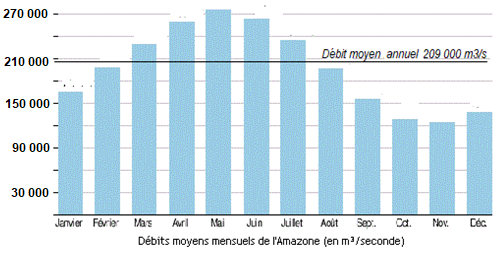 270 000
Débit moyen annuel 209 000 m3/s
210 000
150 000
90 000
30 000
Janvier Février Mars Avril Mai Juin Juillet Août Sept. Oct. Nov. Déc.
Débits moyens mensuels de l'Amazone (en m³/seconde)